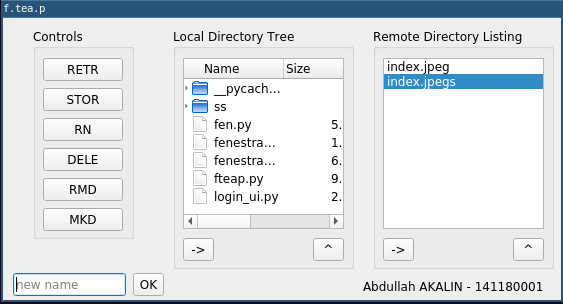 f.tea.p
Controls
RETR
STOR
RN
DELE
RMD
MKD
new name
OK
Local Directory Tree
Name Size
__pycach...
ss
fen.py 5.
fenestra... 1.
fenestra... 6.
fteap.py 9.
login_ui.py 2.
-> ^
Remote Directory Listing
index.jpeg
index.jpegs
-> ^
Abdullah AKALIN - 141180001